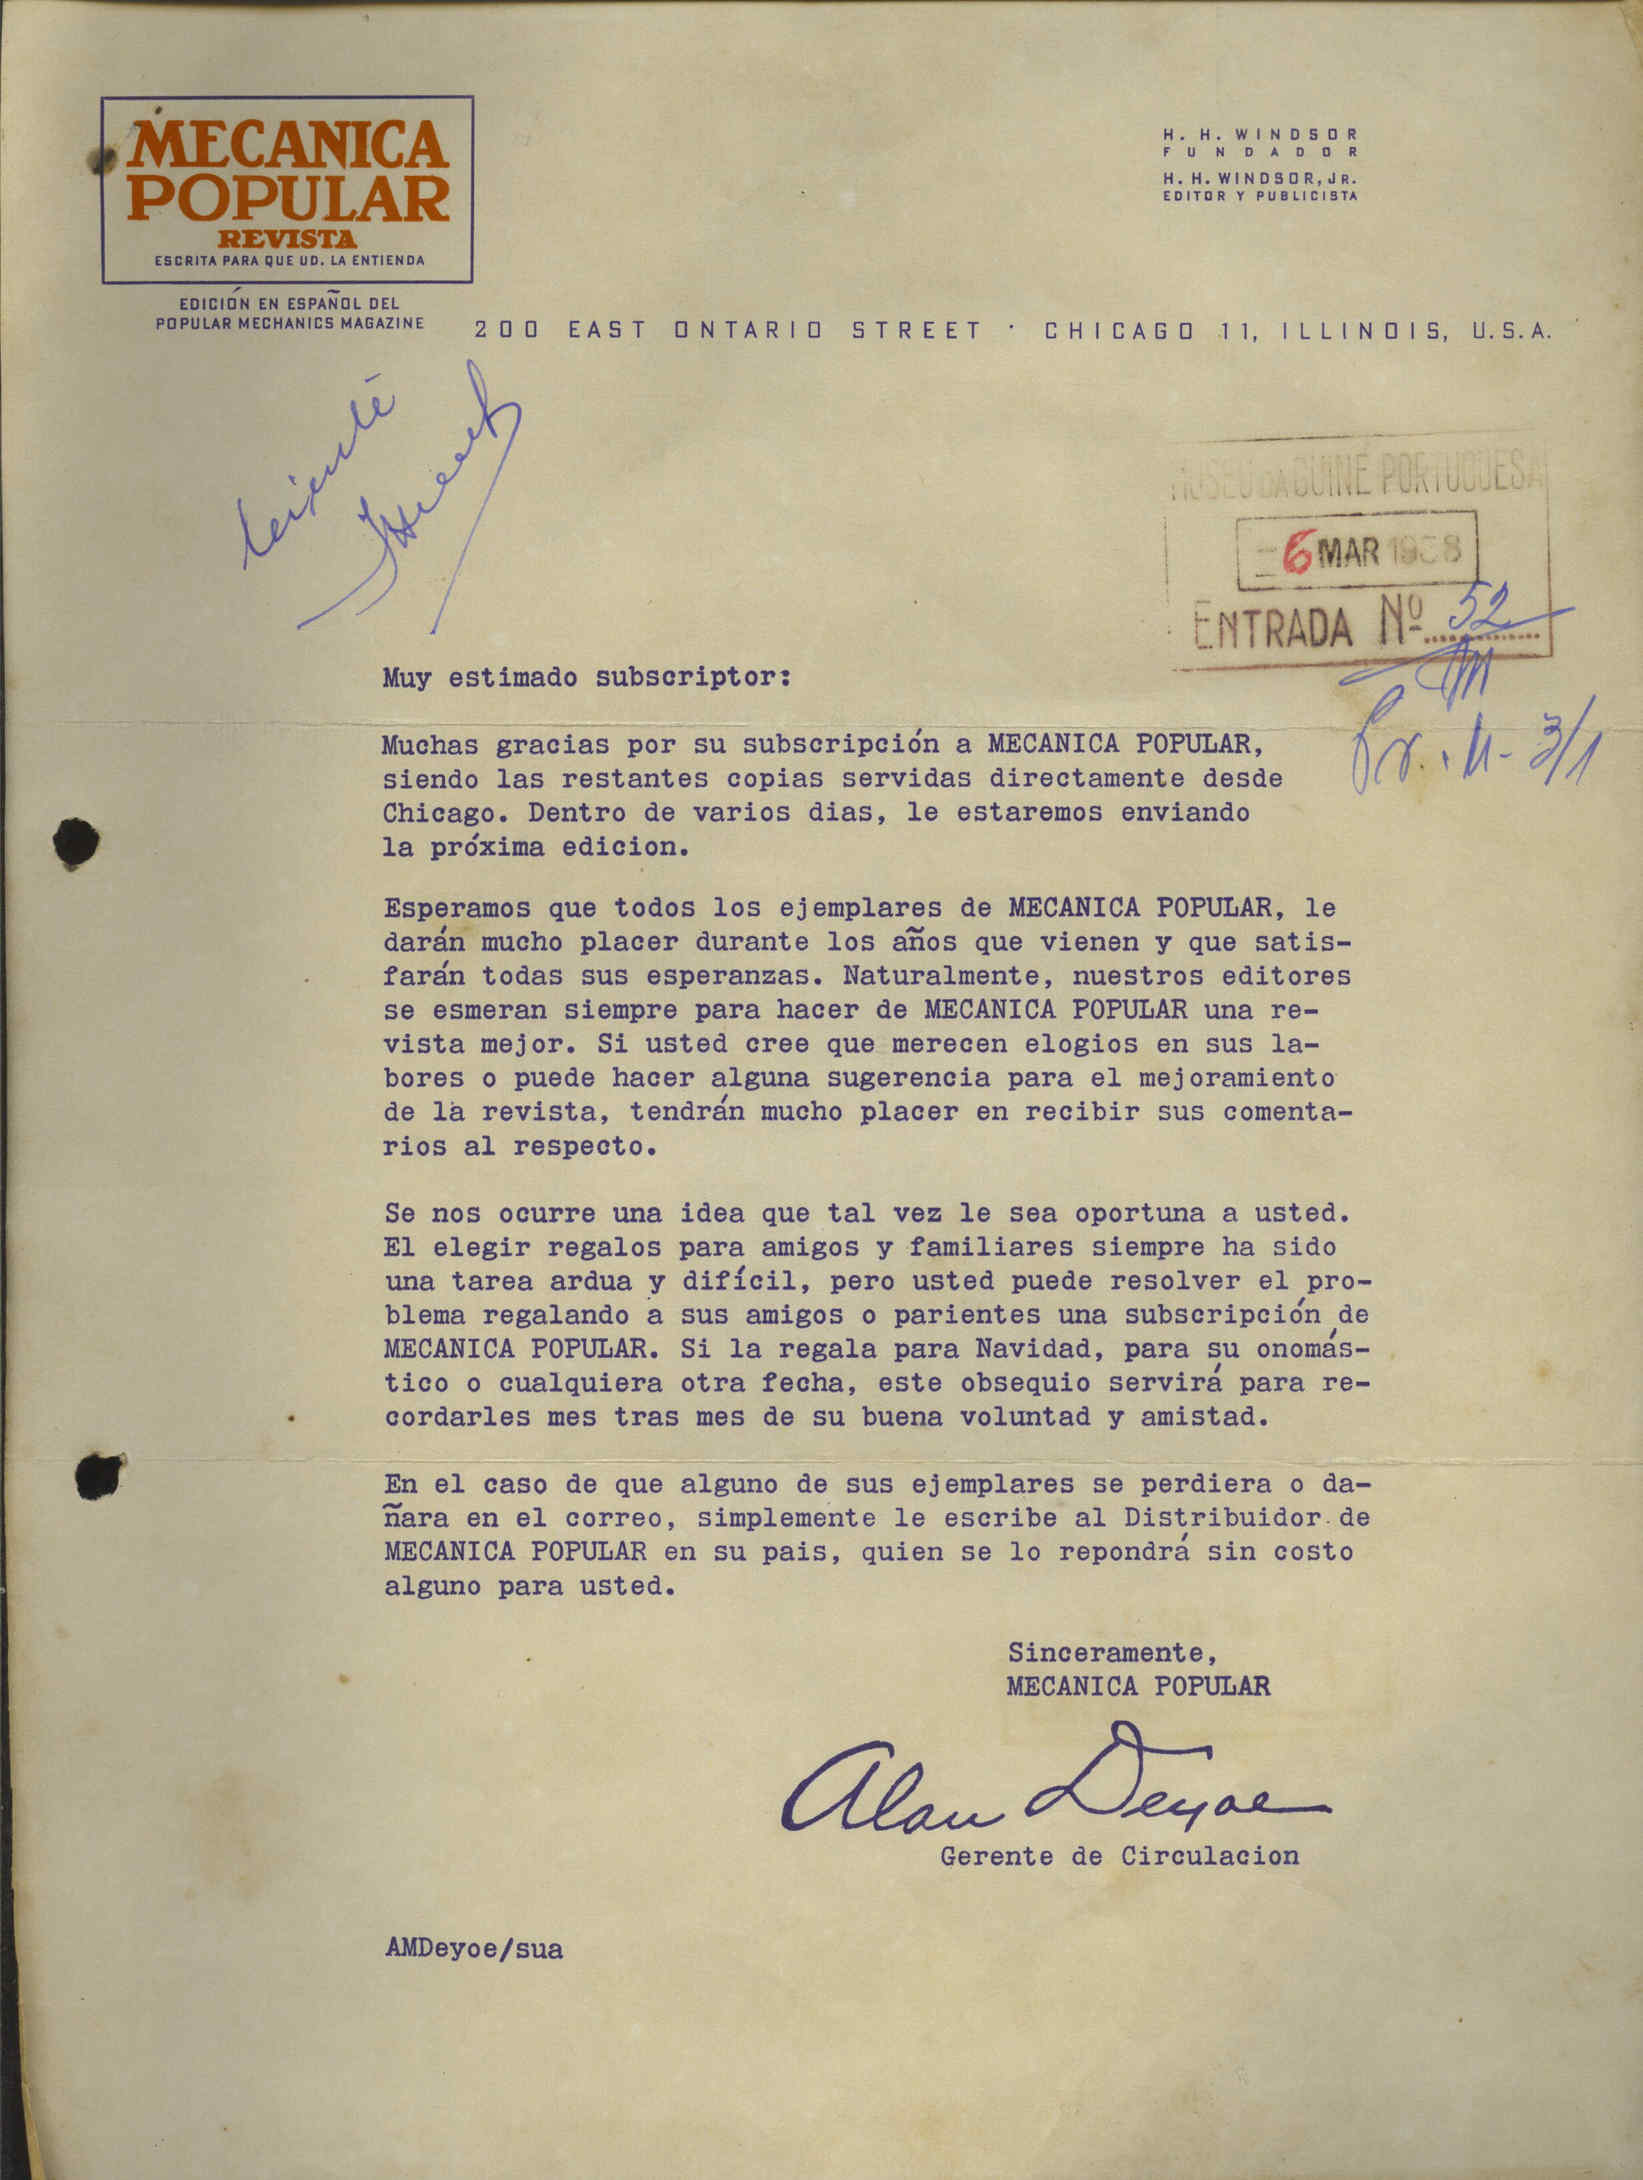 MECANICA
POPULAR
REVISTA
ESCRITA PARA QUE UD. LA ENTIENDA
EDICIÓN EN ESPAÑOL DEL
POPULAR MECHANICS MAGAZINE
H. H. WINDSOR
FUNDADOR
H. H. WINDSOR, JR.
EDITOR Y PUBLICISTA
200 EAST ONTARIO STREET · CHICAGO 11, ILLINOIS, U.S.A.
MUSEU DA GUINÉ PORTUGUESA
-6 MAR 1958
ENTRADA Nº 52
Muy estimado subscriptor:
Muchas gracias por su subscripción a MECANICA POPULAR,
siendo las restantes copias servidas directamente desde
Chicago. Dentro de varios dias, le estaremos enviando
la próxima edicion.
Esperamos que todos los ejemplares de MECANICA POPULAR, le
darán mucho placer durante los años que vienen y que satis-
farán todas sus esperanzas. Naturalmente, nuestros editores
se esmeran siempre para hacer de MECANICA POPULAR una re-
vista mejor. Si usted cree que merecen elogios en sus la-
bores o puede hacer alguna sugerencia para el mejoramiento
de la revista, tendrán mucho placer en recibir sus comenta-
rios al respecto.
Se nos ocurre una idea que tal vez le sea oportuna a usted.
El elegir regalos para amigos y familiares siempre ha sido
una tarea ardua y difícil, pero usted puede resolver el pro-
blema regalando a sus amigos o parientes una subscripción de
MECANICA POPULAR. Si la regala para Navidad, para su onomás-
tico o cualquiera otra fecha, este obsequio servirá para re-
cordarles mes tras mes de su buena voluntad y amistad.
En el caso de que alguno de sus ejemplares se perdiera o da-
ñara en el correo, simplemente le escribe al Distribuidor de
MECANICA POPULAR en su pais, quien se lo repondrá sin costo
alguno para usted.
Sinceramente,
MECANICA POPULAR
Alan Deyoe
Gerente de Circulacion
AMDeyoe/sua